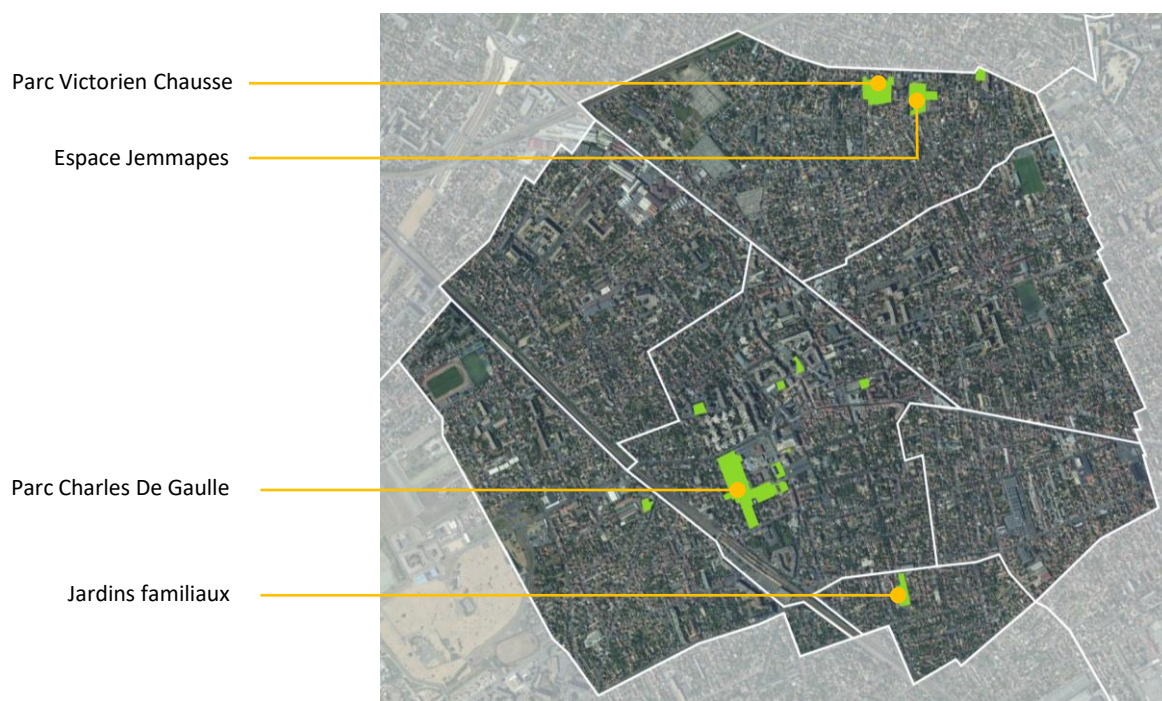 Parc Victorien Chausse
Espace Jemmapes
Parc Charles De Gaulle
Jardins familiaux